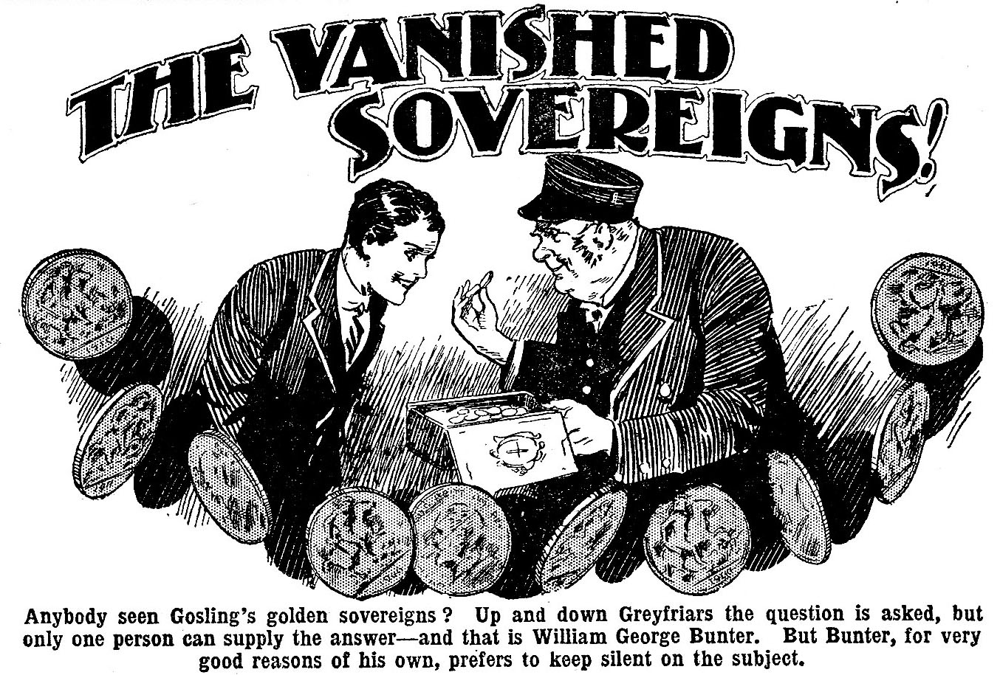 THE VANISHED
SOVEREIGNS!
Anybody seen Gosling's golden sovereigns? Up and down Greyfriars the question is asked, but
only one person can supply the answer—and that is William George Bunter. But Bunter, for very
good reasons of his own, prefers to keep silent on the subject.